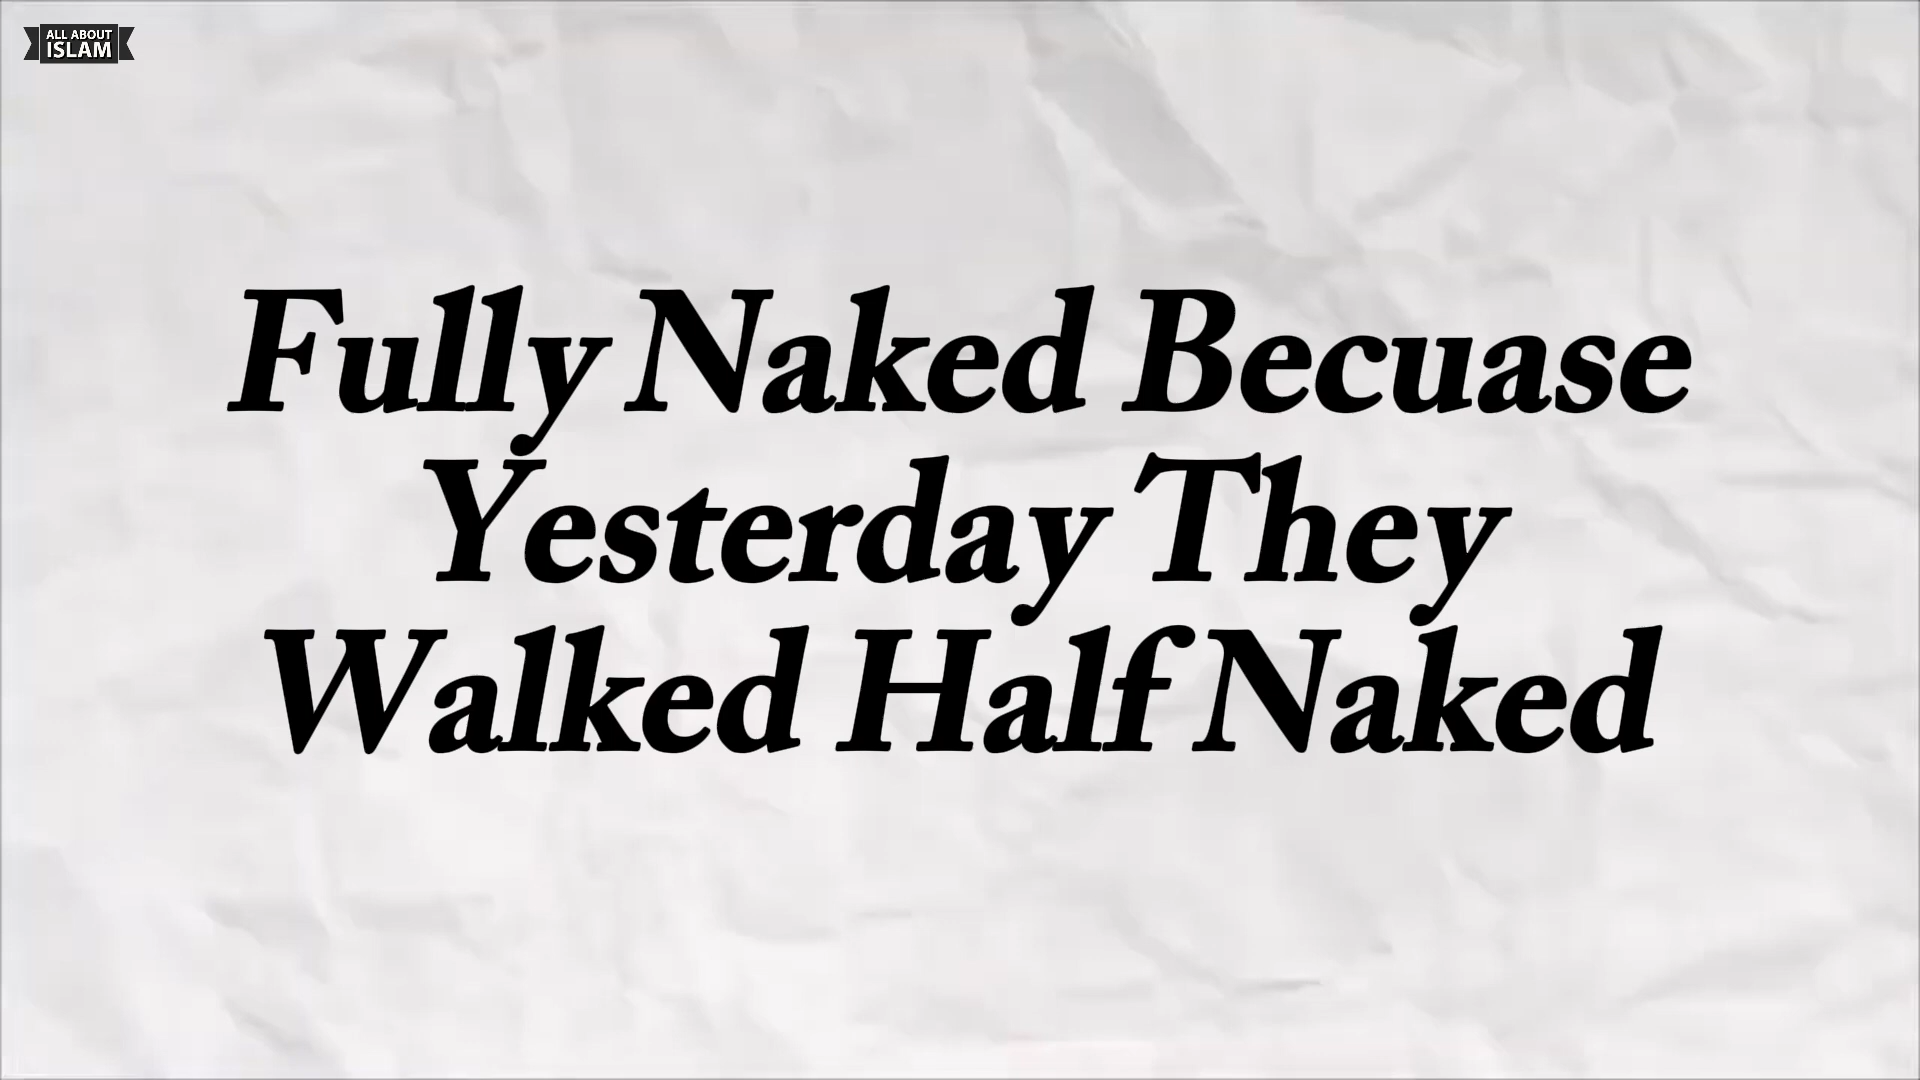 ALL ABOUT
ISLAM
Fully Naked Becuase
Yesterday They
Walked Half Naked